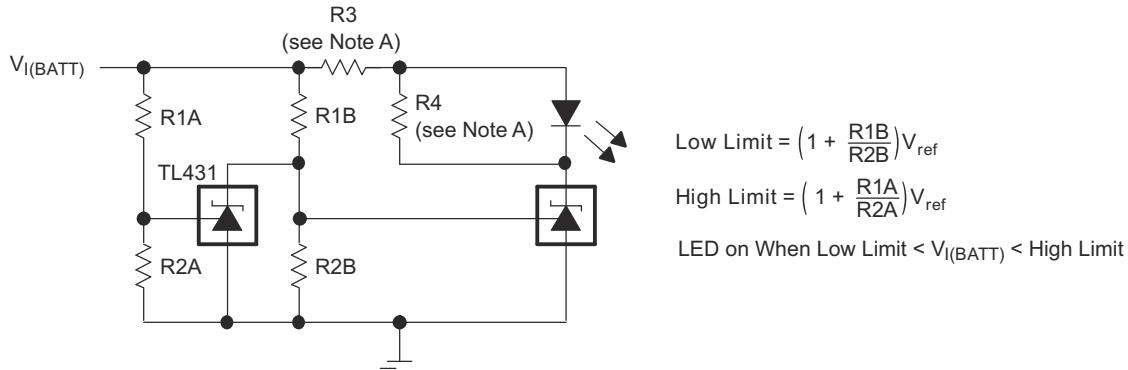 R3
(see Note A)
V_I(BATT)
R1A
R1B
R4
(see Note A)
TL431
R2A
R2B
Low Limit = (1 + R1B/R2B)V_ref
High Limit = (1 + R1A/R2A)V_ref
LED on When Low Limit < V_I(BATT) < High Limit